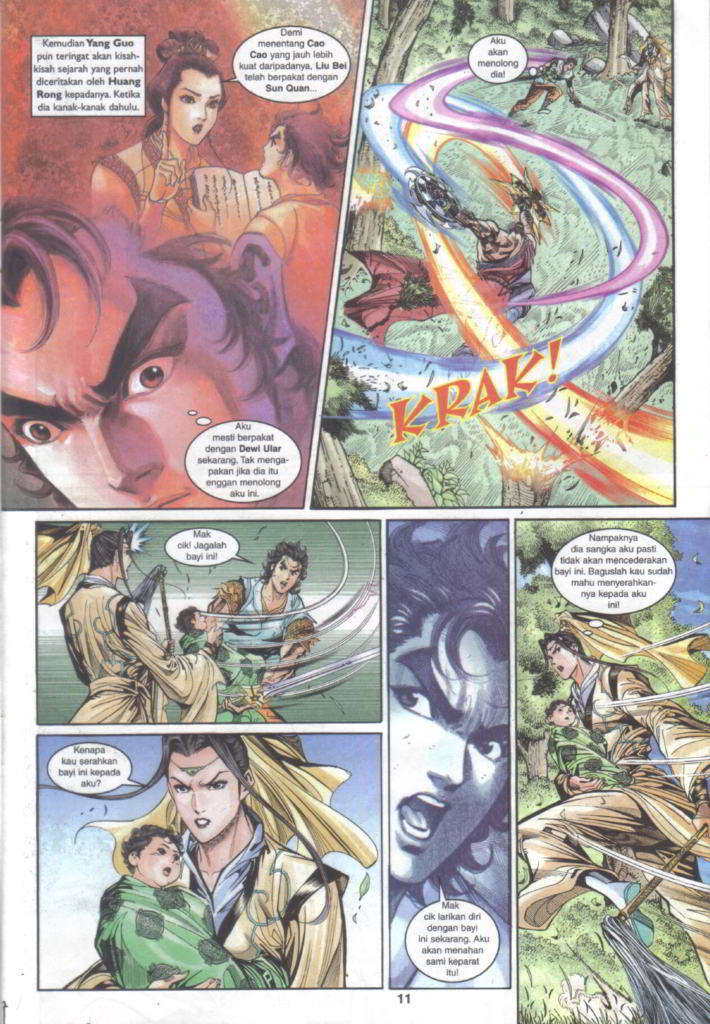 Kemudian Yang Guo
pun teringat akan kisah-
kisah sejarah yang pernah
diceritakan oleh Huang
Rong kepadanya. Ketika
dia kanak-kanak dahulu.
Demi
menentang Cao
Cao yang jauh lebih
kuat daripadanya, Liu Bei
telah berpakat dengan
Sun Quan...
Aku
mesti berpakat
dengan Dewi Ular
sekarang. Tak menga-
pakan jika dia itu
enggan menolong
aku ini.
Aku
akan
menolong
dia!
KRAK!
Mak
cik! Jagalah
bayi ini!
Kenapa
kau serahkan
bayi ini kepada
aku?
Mak
cik larikan diri
dengan bayi
ini sekarang. Aku
akan menahan
sami keparat
itu!
Nampaknya
dia sangka aku pasti
tidak akan mencederakan
bayi ini. Baguslah kau sudah
mahu menyerahkan-
nya kepada aku
ini!
11